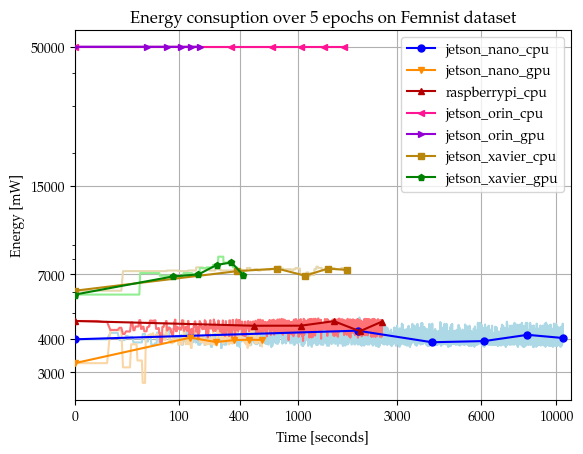 Energy consuption over 5 epochs on Femnist dataset
50000
15000
7000
4000
3000
Energy [mW]
jetson_nano_cpu
jetson_nano_gpu
raspberrypi_cpu
jetson_orin_cpu
jetson_orin_gpu
jetson_xavier_cpu
jetson_xavier_gpu
0 100 400 1000 3000 6000 10000
Time [seconds]